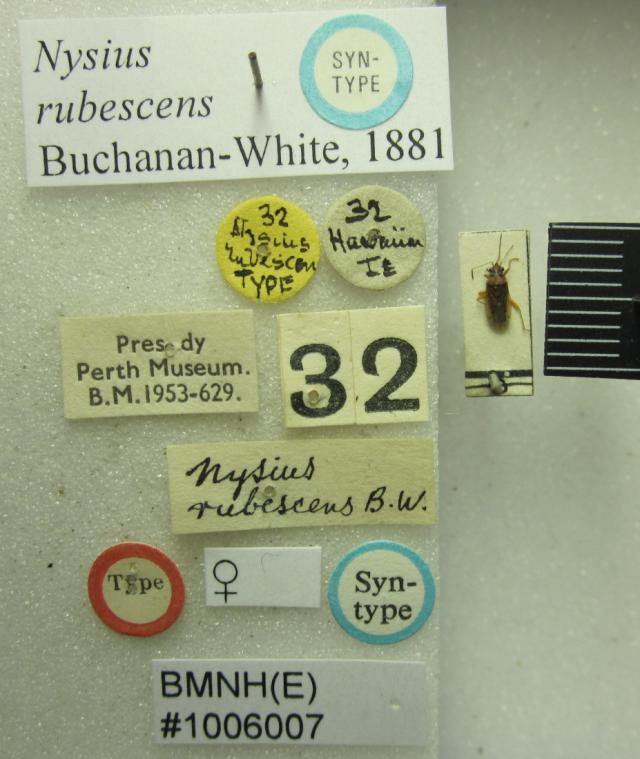 Nysius
rubescens
Buchanan-White, 1881
SYN-
TYPE
32
Nysius
rubescens
TYPE
32
Hawaiian
Is
Pres by
Perth Museum.
B.M.1953-629.
32
Nysius
rubescens B.W.
Type
♀
Syn-
type
BMNH(E)
#1006007